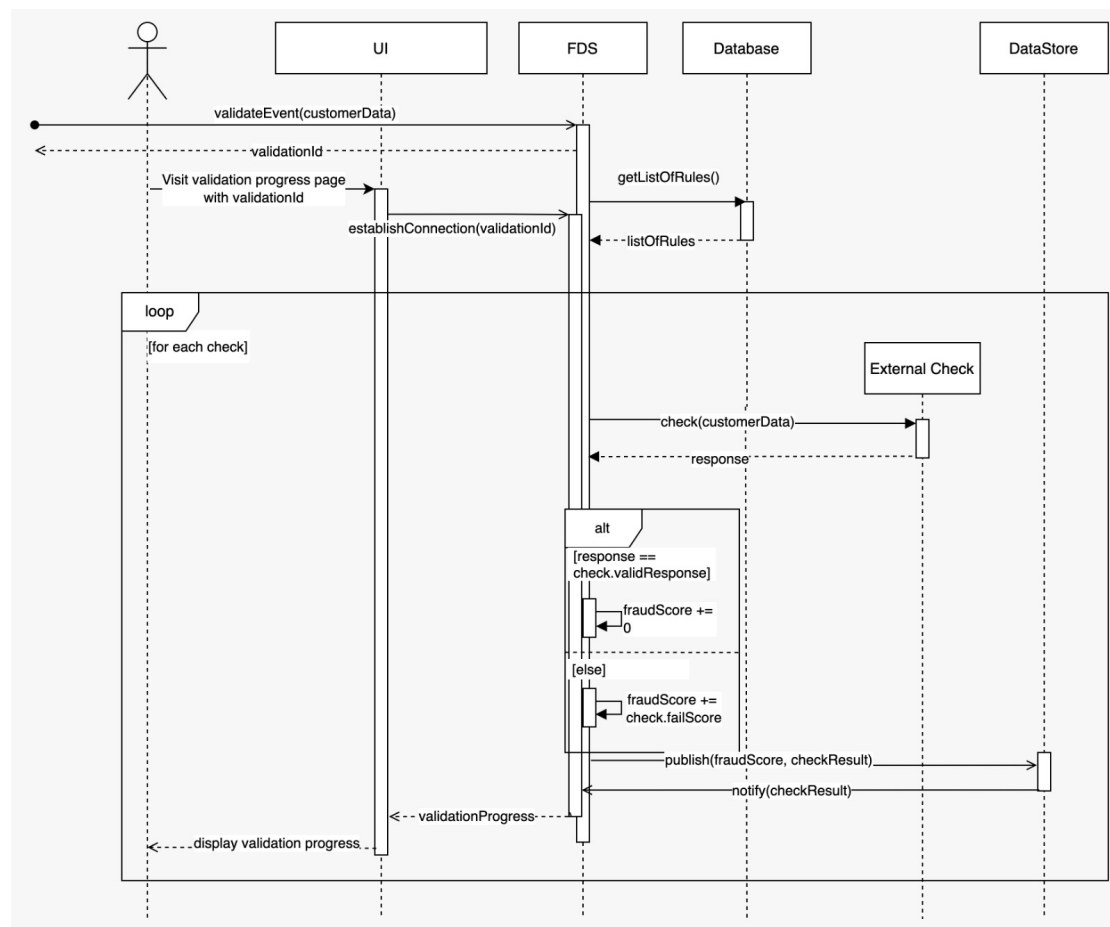 UI
FDS
Database
DataStore
validateEvent(customerData)
validationId
Visit validation progress page
with validationId
getListOfRules()
establishConnection(validationId)
listOfRules
loop
[for each check]
External Check
check(customerData)
response
alt
[response ==
check.validResponse]
fraudScore +=
0
[else]
fraudScore +=
check.failScore
publish(fraudScore, checkResult)
notify(checkResult)
validationProgress
display validation progress